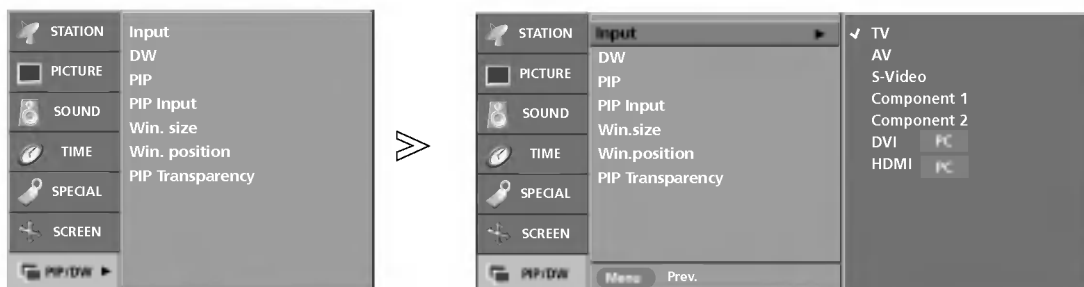 STATION
PICTURE
SOUND
TIME
SPECIAL
SCREEN
PIP/DW
Input
DW
PIP
PIP Input
Win. size
Win. position
PIP Transparency
STATION
PICTURE
SOUND
TIME
SPECIAL
SCREEN
PIP/DW
Input
DW
PIP
PIP Input
Win.size
Win.position
PIP Transparency
Menu Prev.
TV
AV
S-Video
Component 1
Component 2
DVI PC
HDMI PC